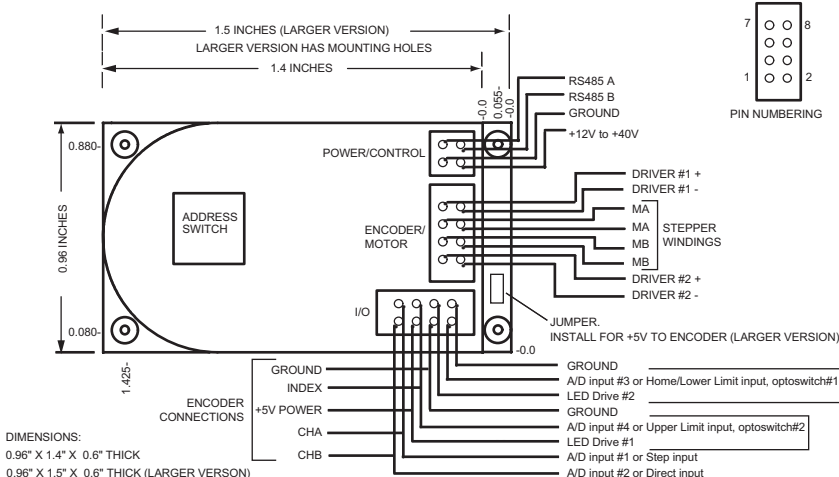 1.5 INCHES (LARGER VERSION)
LARGER VERSION HAS MOUNTING HOLES
1.4 INCHES
-0.0
0.055-
-0.0
7 8
1 2
PIN NUMBERING
RS485 A
RS485 B
GROUND
+12V to +40V
0.880-
POWER/CONTROL
0.96 INCHES
ADDRESS
SWITCH
ENCODER/
MOTOR
DRIVER #1 +
DRIVER #1 -
MA
MA
MB
MB
STEPPER
WINDINGS
DRIVER #2 +
DRIVER #2 -
I/O
0.080-
JUMPER.
INSTALL FOR +5V TO ENCODER (LARGER VERSION)
-0.0
1.425-
ENCODER
CONNECTIONS
GROUND
INDEX
+5V POWER
CHA
CHB
GROUND
A/D input #3 or Home/Lower Limit input, optoswitch#1
LED Drive #2
GROUND
A/D input #4 or Upper Limit input, optoswitch#2
LED Drive #1
A/D input #1 or Step input
A/D input #2 or Direct input
DIMENSIONS:
0.96" X 1.4" X 0.6" THICK
0.96" X 1.5" X 0.6" THICK (LARGER VERSON)